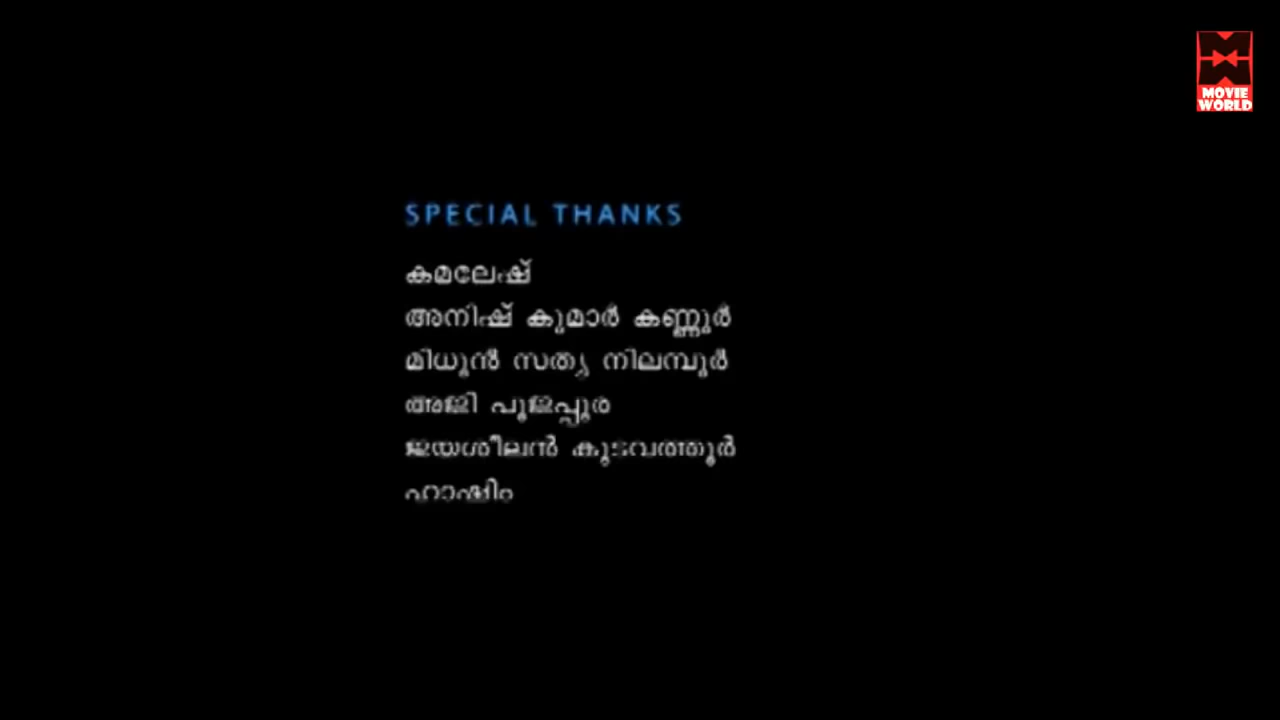 MOVIE
WORLD
SPECIAL THANKS
കമലേഷ്
അനിഷ് കുമാർ കണ്ണൂർ
മിധുൻ സത്യ നിലമ്പൂർ
അജി പൂജപ്പുര
ജയശീലൻ കുടവത്തൂർ
ഹാഷിം